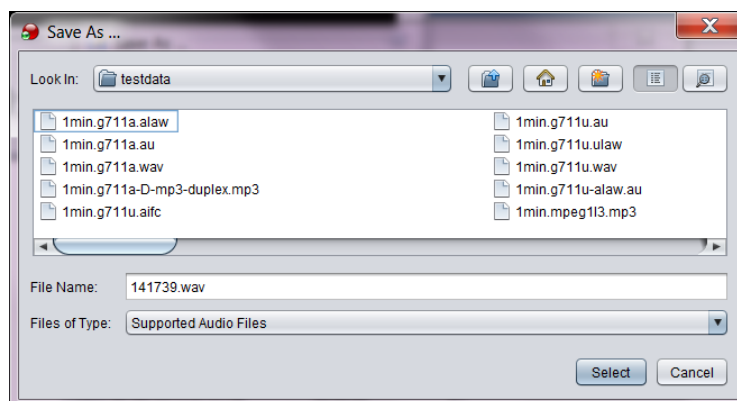 Save As ...
Look In: testdata
1min.g711a.alaw
1min.g711a.au
1min.g711a.wav
1min.g711a-D-mp3-duplex.mp3
1min.g711u.aifc
1min.g711u.au
1min.g711u.ulaw
1min.g711u.wav
1min.g711u-alaw.au
1min.mpeg1l3.mp3
File Name: 141739.wav
Files of Type: Supported Audio Files
Select Cancel